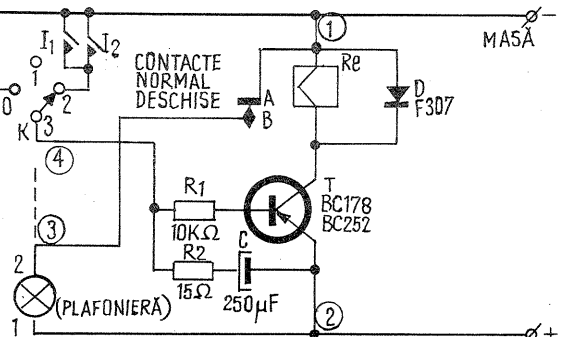 1
MASĂ
−
I1
I2
CONTACTE
NORMAL
DESCHISE
Re
1
0
2
A
B
D
F307
K
3
4
R1
10KΩ
T
BC178
BC252
3
R2
15Ω
C
250µF
2
(PLAFONIERĂ)
1
2
+